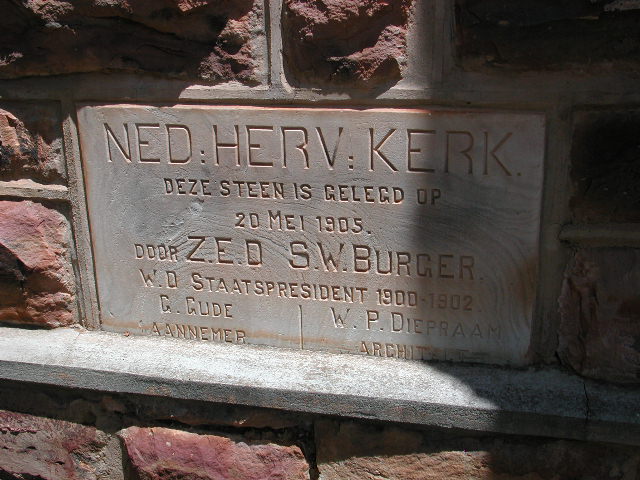 NED: HERV: KERK.
DEZE STEEN IS GELEGD OP
20 MEI 1905.
DOOR Z.E.D S.W. BURGER.
W.D STAATSPRESIDENT 1900-1902.
G. GUDE
AANNEMER
W. P. DIEPRAAM
ARCHITECT